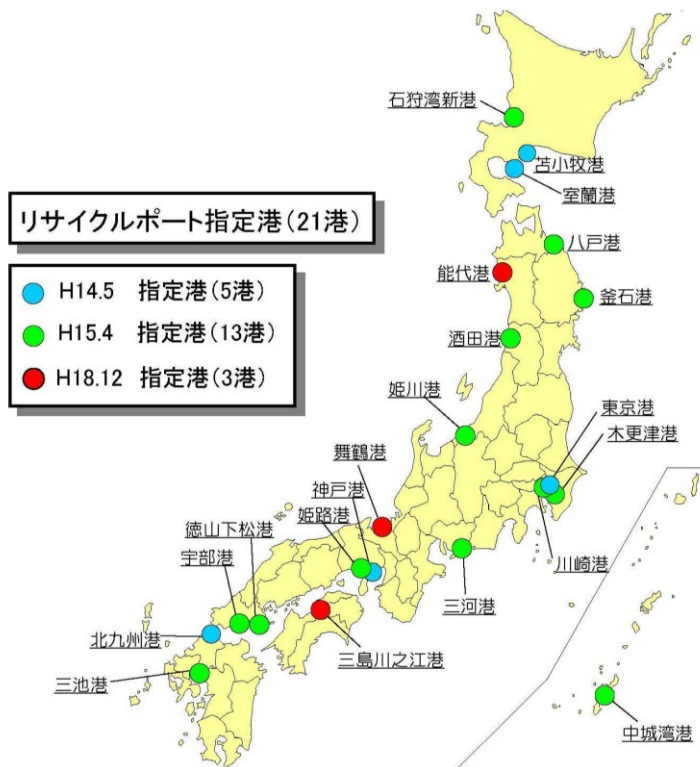 石狩湾新港
苫小牧港
室蘭港
リサイクルポート指定港(21港)
八戸港
能代港
H14.5 指定港(5港)
釜石港
H15.4 指定港(13港)
酒田港
H18.12 指定港(3港)
姫川港
東京港
木更津港
舞鶴港
神戸港
姫路港
徳山下松港
宇部港
川崎港
三河港
北九州港
三島川之江港
三池港
中城湾港